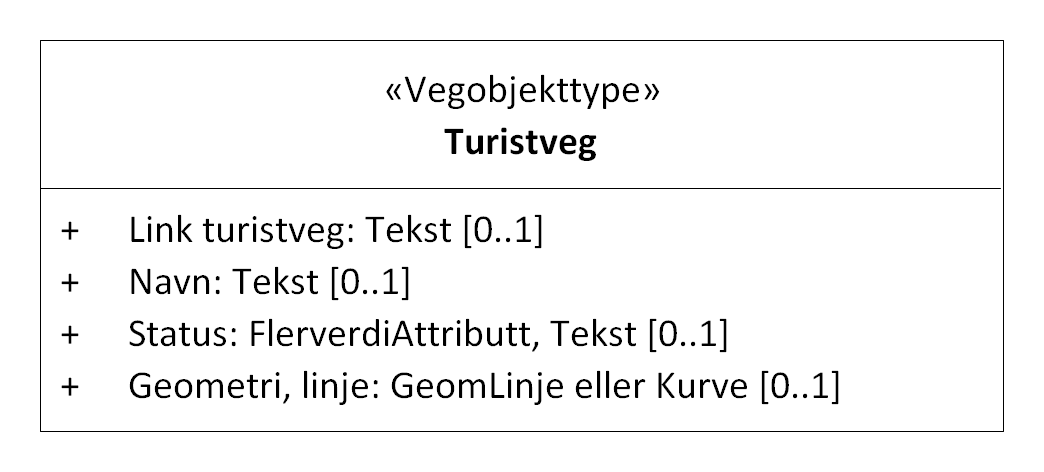 «Vegobjekttype»
Turistveg
+ Link turistveg: Tekst [0..1]
+ Navn: Tekst [0..1]
+ Status: FlerverdiAttributt, Tekst [0..1]
+ Geometri, linje: GeomLinje eller Kurve [0..1]